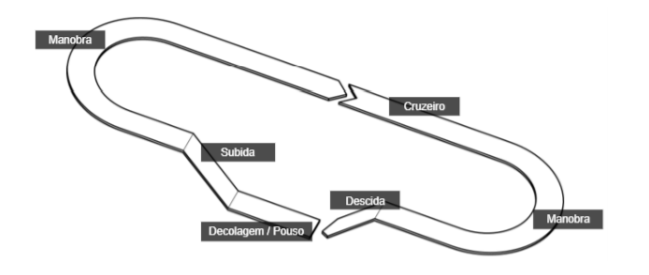 Manobra
Cruzeiro
Subida
Descida
Manobra
Decolagem / Pouso